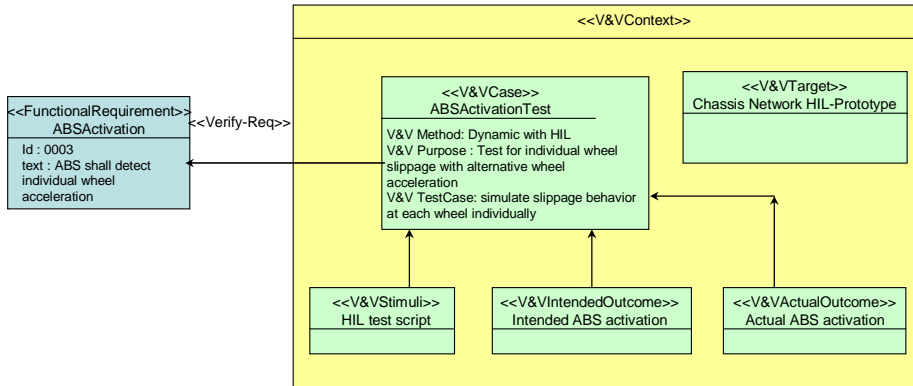 <<V&VContext>>
<<FunctionalRequirement>>
ABSActivation
Id : 0003
text : ABS shall detect
individual wheel
acceleration
<<Verify-Req>>
<<V&VCase>>
ABSActivationTest
V&V Method: Dynamic with HIL
V&V Purpose : Test for individual wheel
slippage with alternative wheel
acceleration
V&V TestCase: simulate slippage behavior
at each wheel individually
<<V&VTarget>>
Chassis Network HIL-Prototype
<<V&VStimuli>>
HIL test script
<<V&VIntendedOutcome>>
Intended ABS activation
<<V&VActualOutcome>>
Actual ABS activation